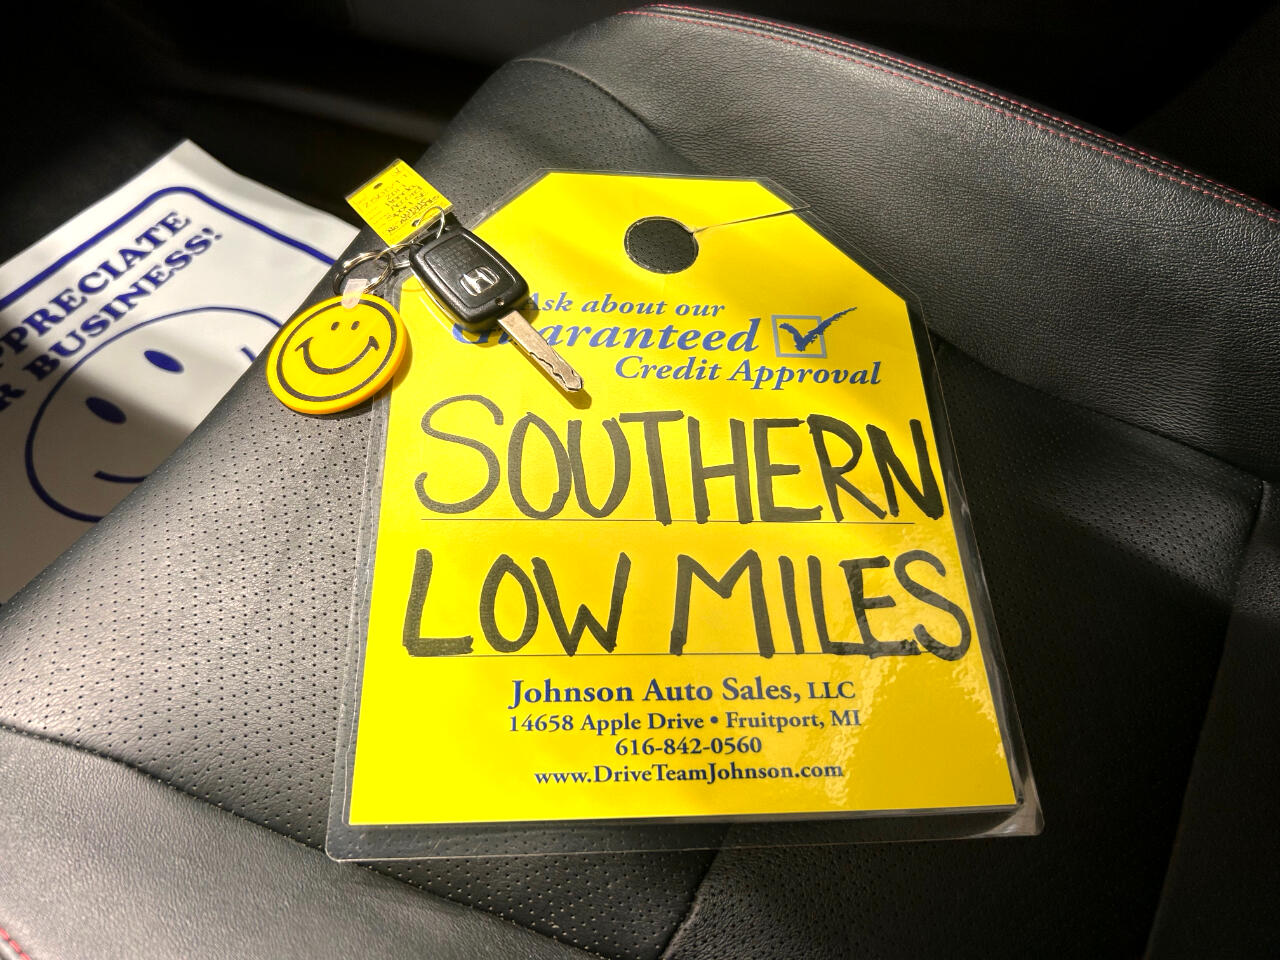 PPRECIATE
R BUSINESS!
Ask about our
Guaranteed
Credit Approval
SOUTHERN
LOW MILES
Johnson Auto Sales, LLC
14658 Apple Drive • Fruitport, MI
616-842-0560
www.DriveTeamJohnson.com